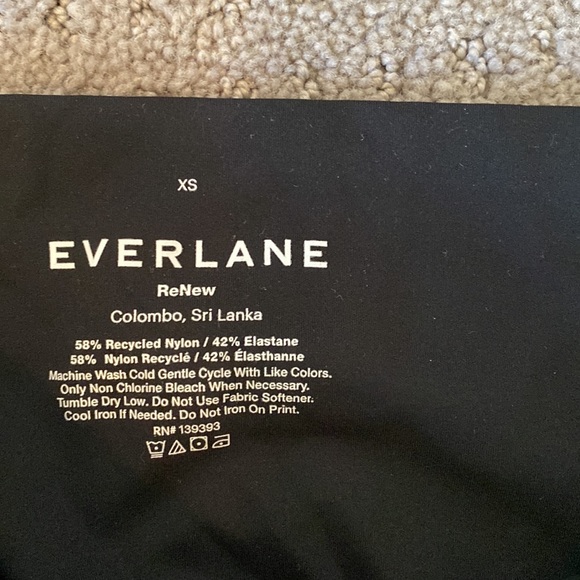 XS
EVERLANE
ReNew
Colombo, Sri Lanka
58% Recycled Nylon / 42% Elastane
58% Nylon Recyclé / 42% Élasthanne
Machine Wash Cold Gentle Cycle With Like Colors.
Only Non Chlorine Bleach When Necessary.
Tumble Dry Low. Do Not Use Fabric Softener.
Cool Iron If Needed. Do Not Iron On Print.
RN# 139393